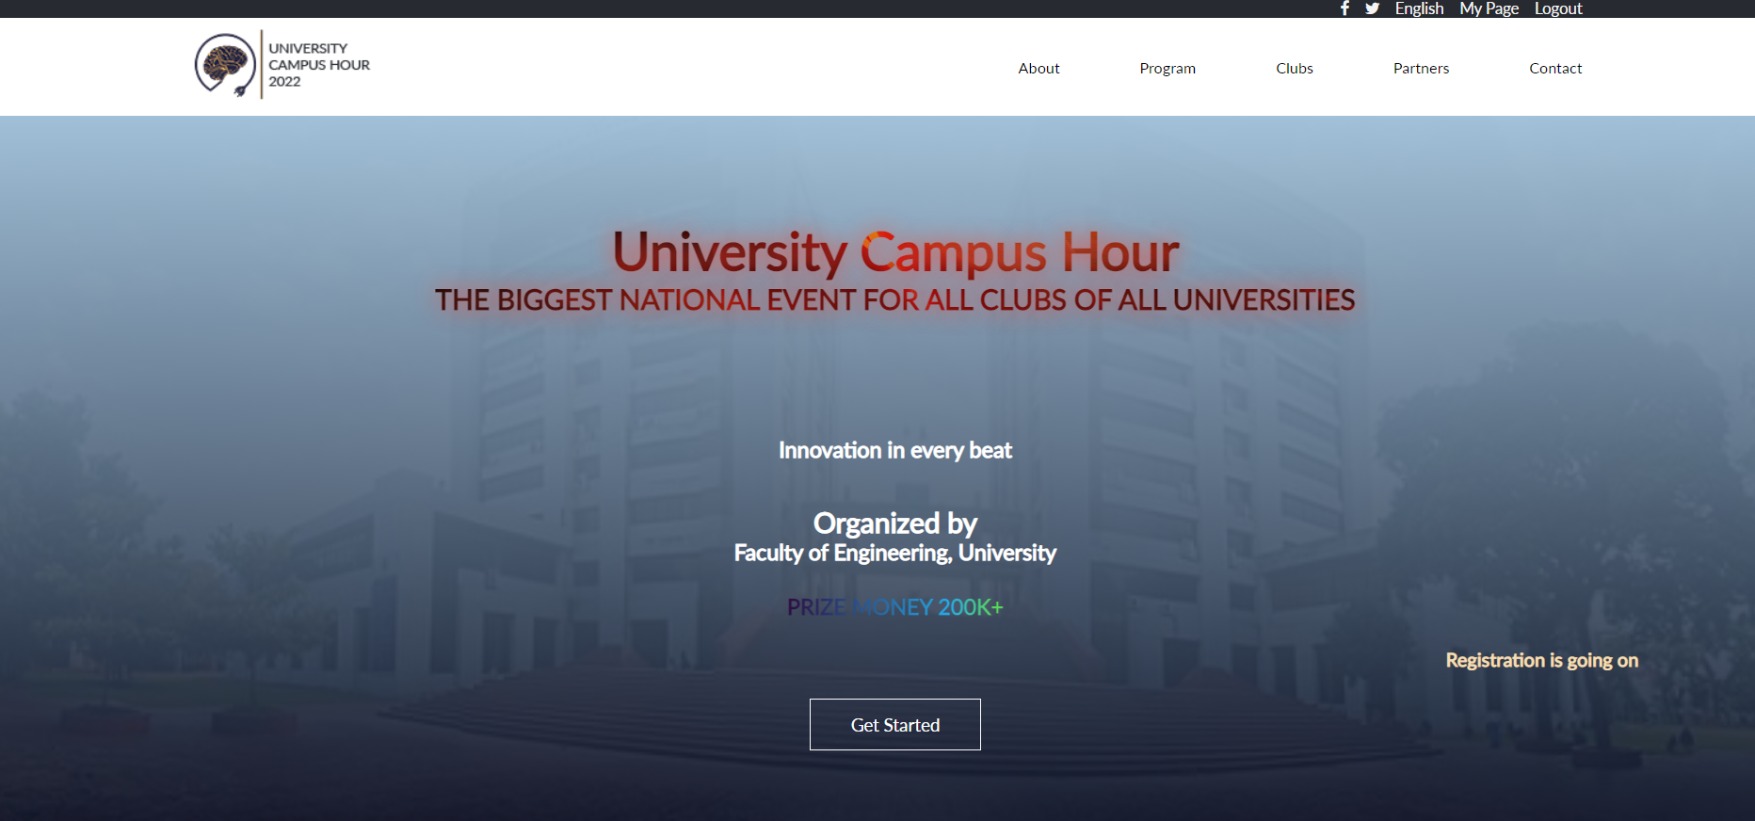 English My Page Logout
UNIVERSITY
CAMPUS HOUR
2022
About Program Clubs Partners Contact
University Campus Hour
THE BIGGEST NATIONAL EVENT FOR ALL CLUBS OF ALL UNIVERSITIES
Innovation in every beat
Organized by
Faculty of Engineering, University
PRIZE MONEY 200K+
Registration is going on
Get Started